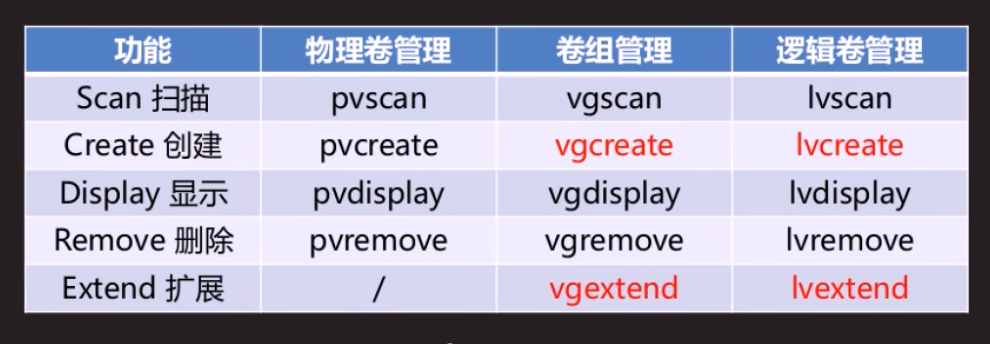 功能 物理卷管理 卷组管理 逻辑卷管理
Scan 扫描 pvscan vgscan lvscan
Create 创建 pvcreate vgcreate lvcreate
Display 显示 pvdisplay vgdisplay lvdisplay
Remove 删除 pvremove vgremove lvremove
Extend 扩展 / vgextend lvextend